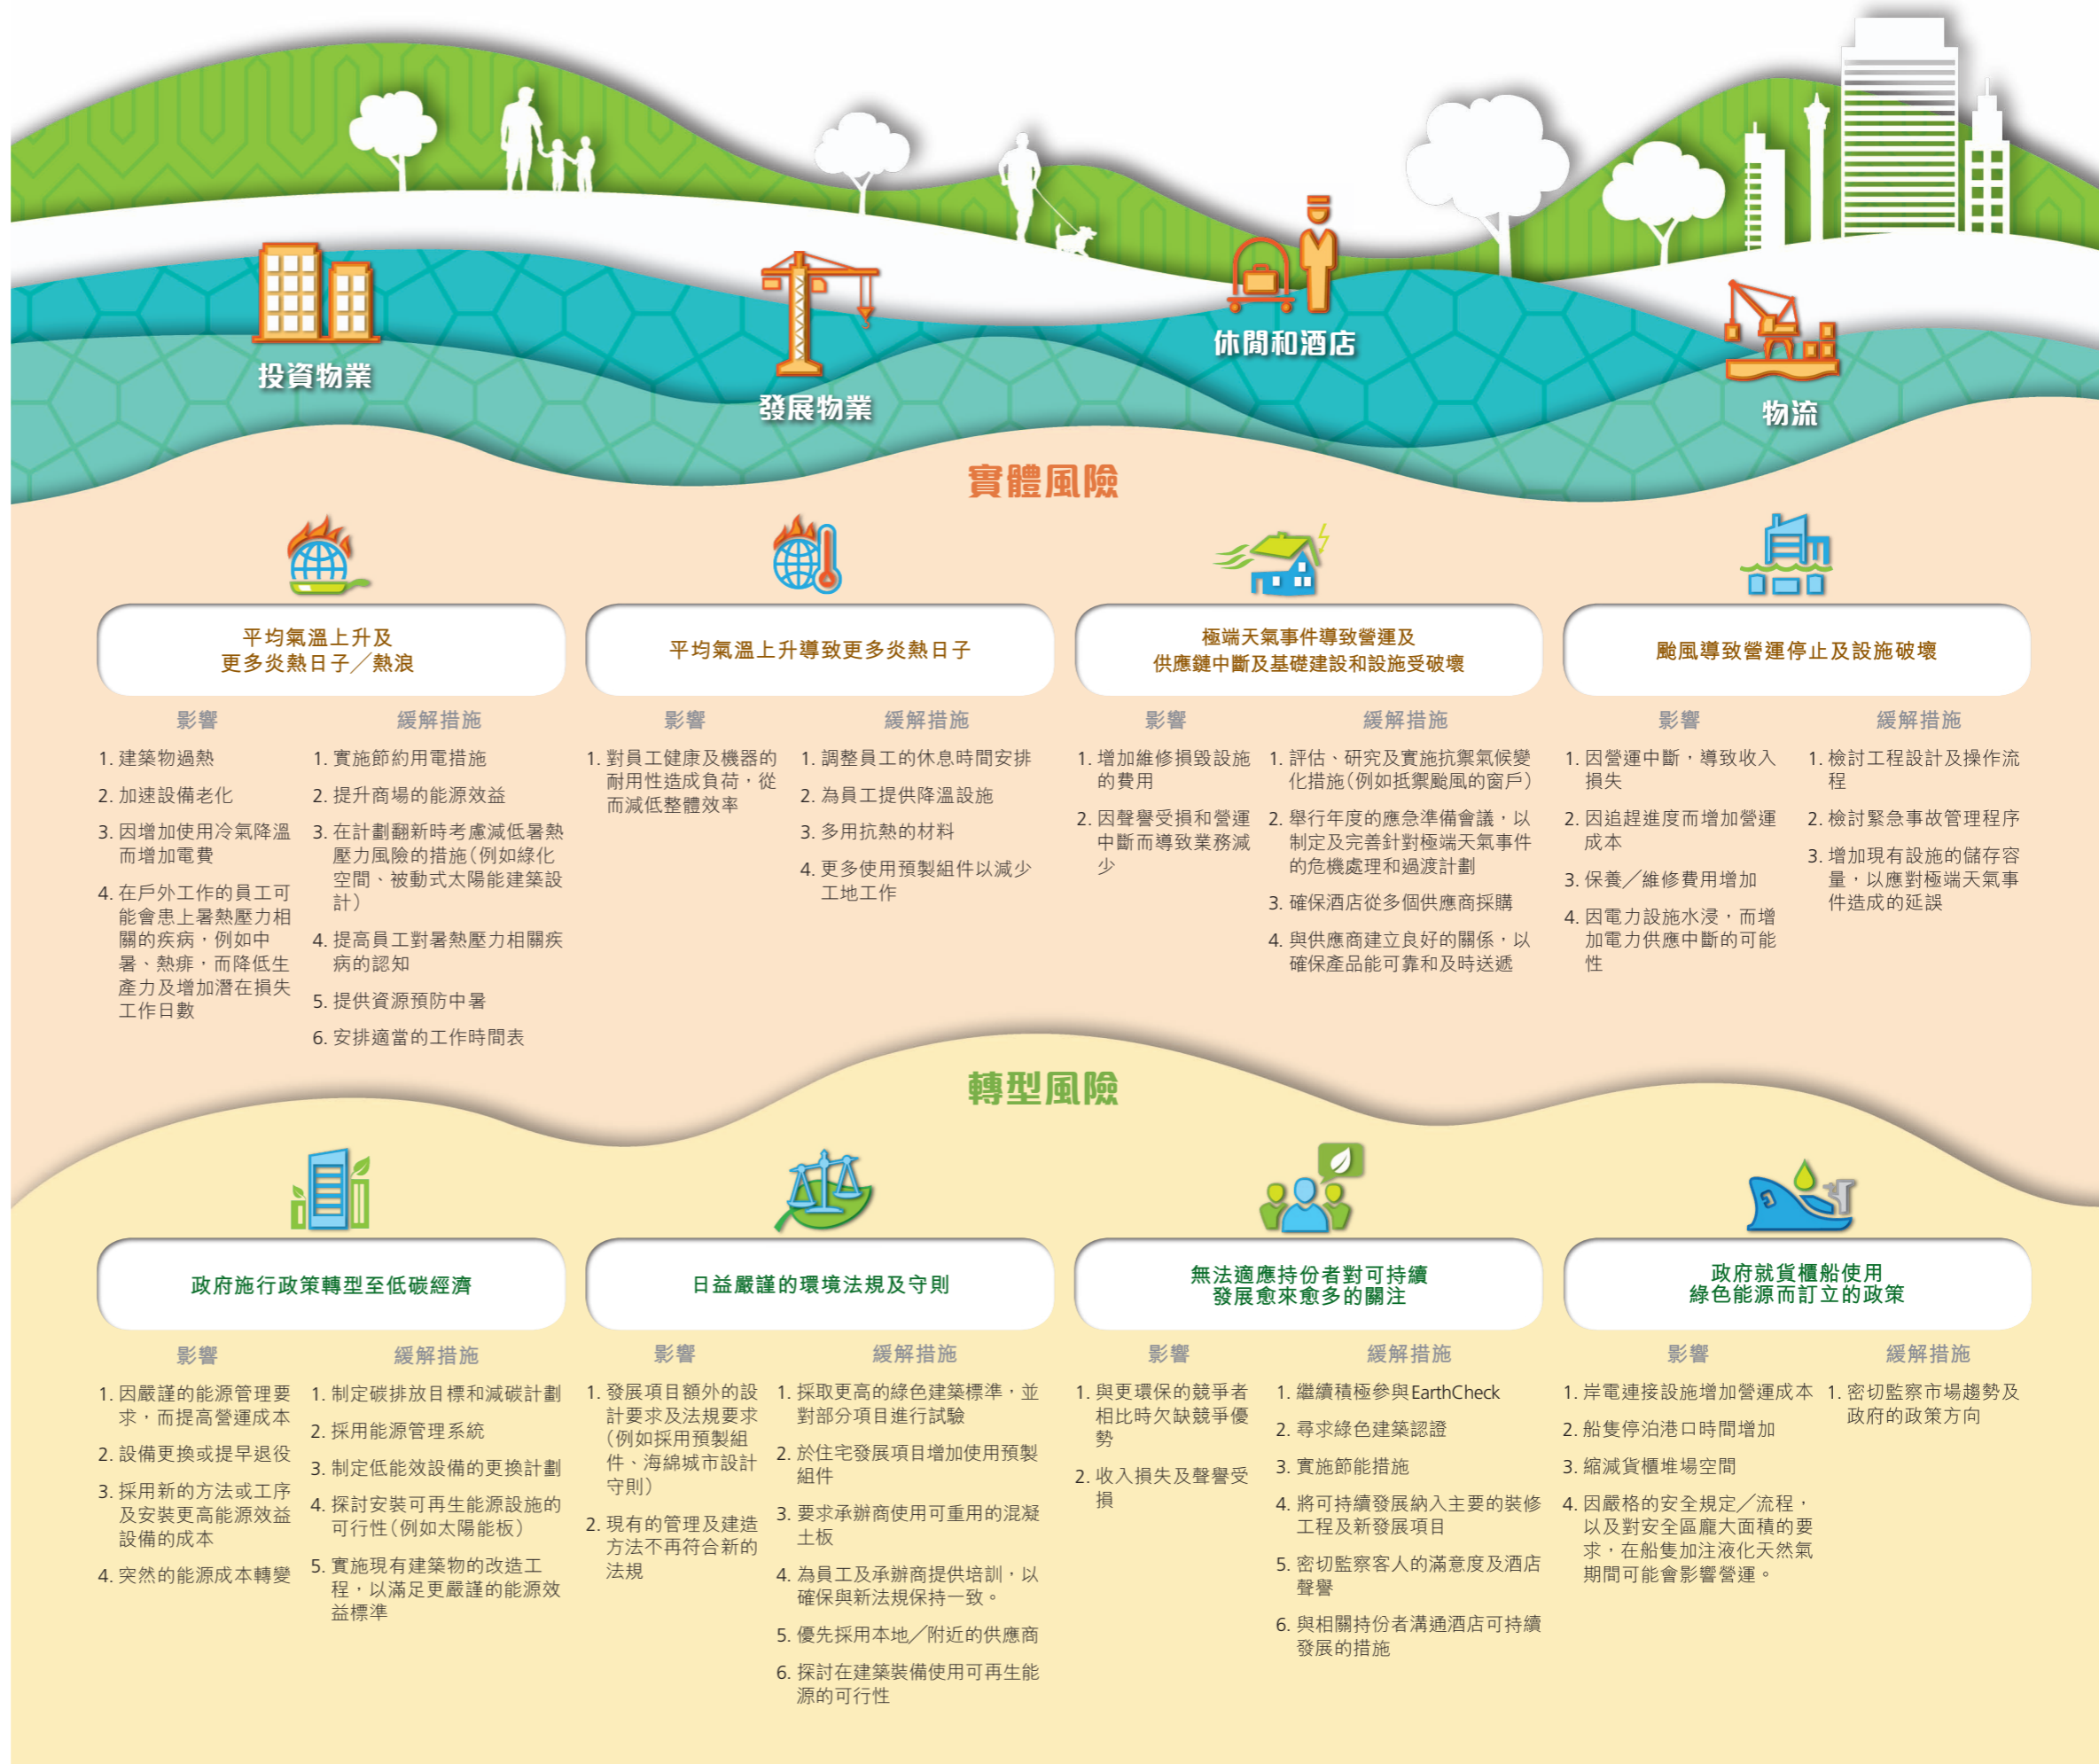 投資物業
發展物業
休閒和酒店
物流
實體風險
平均氣溫上升及
更多炎熱日子／熱浪
影響
1. 建築物過熱
2. 加速設備老化
3. 因增加使用冷氣降溫
而增加電費
4. 在戶外工作的員工可
能會患上暑熱壓力相
關的疾病，例如中
暑、熱痱，而降低生
產力及增加潛在損失
工作日數
緩解措施
1. 實施節約用電措施
2. 提升商場的能源效益
3. 在計劃翻新時考慮減低暑熱
壓力風險的措施（例如綠化
空間、被動式太陽能建築設
計）
4. 提高員工對暑熱壓力相關疾
病的認知
5. 提供資源預防中暑
6. 安排適當的工作時間表
平均氣溫上升導致更多炎熱日子
影響
1. 對員工健康及機器的
耐用性造成負荷，從
而減低整體效率
緩解措施
1. 調整員工的休息時間安排
2. 為員工提供降溫設施
3. 多用抗熱的材料
4. 更多使用預製組件以減少
工地工作
極端天氣事件導致營運及
供應鏈中斷及基礎建設和設施受破壞
影響
1. 增加維修損毀設施
的費用
2. 因聲譽受損和營運
中斷而導致業務減
少
緩解措施
1. 評估、研究及實施抗禦氣候變
化措施（例如抵禦颱風的窗戶）
2. 舉行年度的應急準備會議，以
制定及完善針對極端天氣事件
的危機處理和過渡計劃
3. 確保酒店從多個供應商採購
4. 與供應商建立良好的關係，以
確保產品能可靠和及時送遞
颱風導致營運停止及設施破壞
影響
1. 因營運中斷，導致收入
損失
2. 因追趕進度而增加營運
成本
3. 保養／維修費用增加
4. 因電力設施水浸，而增
加電力供應中斷的可能
性
緩解措施
1. 檢討工程設計及操作流
程
2. 檢討緊急事故管理程序
3. 增加現有設施的儲存容
量，以應對極端天氣事
件造成的延誤
轉型風險
政府施行政策轉型至低碳經濟
影響
1. 因嚴謹的能源管理要
求，而提高營運成本
2. 設備更換或提早退役
3. 採用新的方法或工序
及安裝更高能源效益
設備的成本
4. 突然的能源成本轉變
緩解措施
1. 制定碳排放目標和減碳計劃
2. 採用能源管理系統
3. 制定低能效設備的更換計劃
4. 探討安裝可再生能源設施的
可行性（例如太陽能板）
5. 實施現有建築物的改造工
程，以滿足更嚴謹的能源效
益標準
日益嚴謹的環境法規及守則
影響
1. 發展項目額外的設
計要求及法規要求
（例如採用預製組
件、海綿城市設計
守則）
2. 現有的管理及建造
方法不再符合新的
法規
緩解措施
1. 採取更高的綠色建築標準，並
對部分項目進行試驗
2. 於住宅發展項目增加使用預製
組件
3. 要求承辦商使用可重用的混凝
土板
4. 為員工及承辦商提供培訓，以
確保與新法規保持一致。
5. 優先採用本地／附近的供應商
6. 探討在建築裝備使用可再生能
源的可行性
無法適應持份者對可持續
發展愈來愈多的關注
影響
1. 與更環保的競爭者
相比時欠缺競爭優
勢
2. 收入損失及聲譽受
損
緩解措施
1. 繼續積極參與EarthCheck
2. 尋求綠色建築認證
3. 實施節能措施
4. 將可持續發展納入主要的裝修
工程及新發展項目
5. 密切監察客人的滿意度及酒店
聲譽
6. 與相關持份者溝通酒店可持續
發展的措施
政府就貨櫃船使用
綠色能源而訂立的政策
影響
1. 岸電連接設施增加營運成本
2. 船隻停泊港口時間增加
3. 縮減貨櫃堆場空間
4. 因嚴格的安全規定／流程，
以及對安全區龐大面積的要
求，在船隻加注液化天然氣
期間可能會影響營運。
緩解措施
1. 密切監察市場趨勢及
政府的政策方向